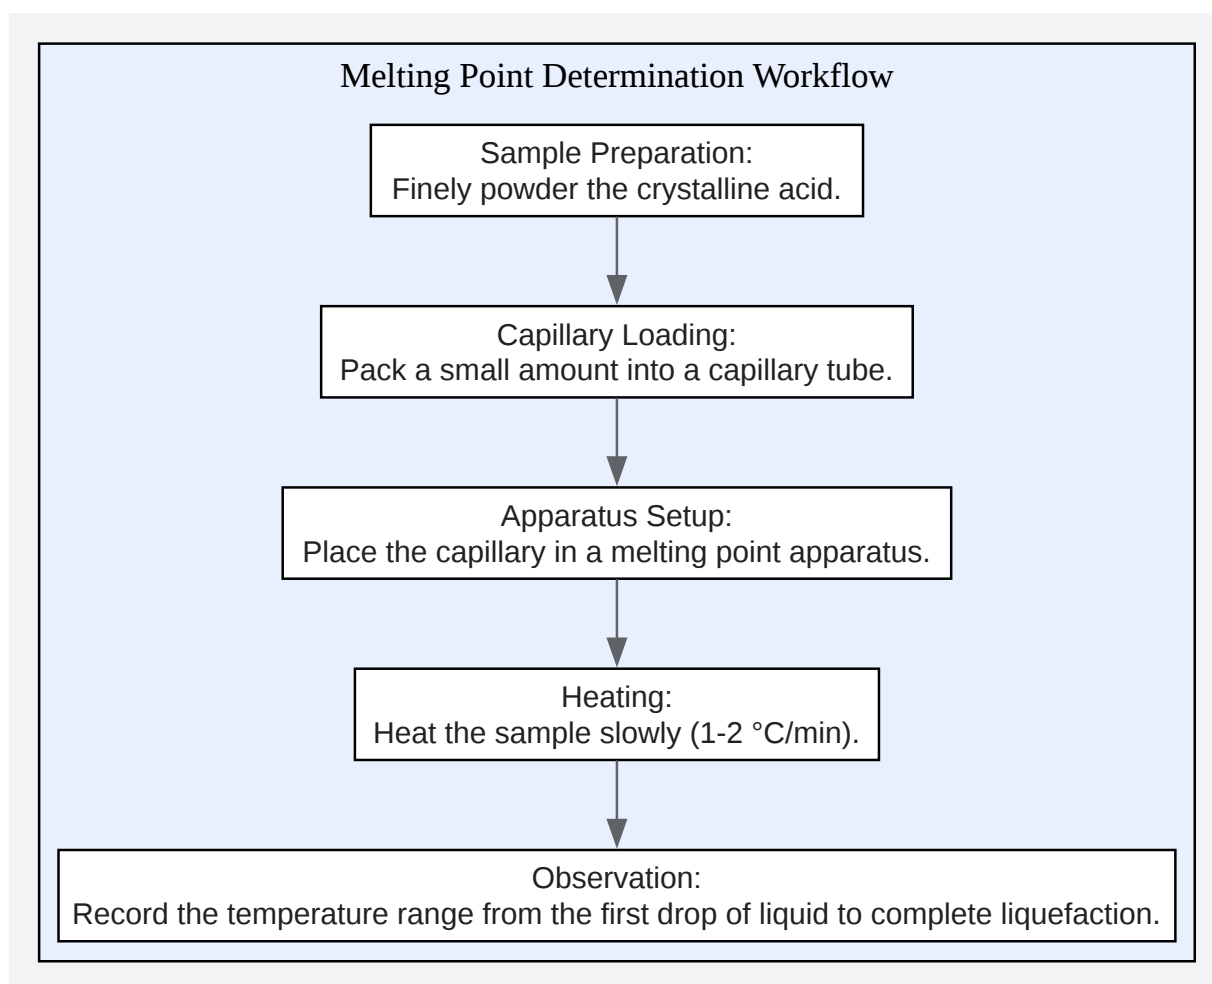 Melting Point Determination Workflow
Sample Preparation:
Finely powder the crystalline acid.
Capillary Loading:
Pack a small amount into a capillary tube.
Apparatus Setup:
Place the capillary in a melting point apparatus.
Heating:
Heat the sample slowly (1-2 °C/min).
Observation:
Record the temperature range from the first drop of liquid to complete liquefaction.